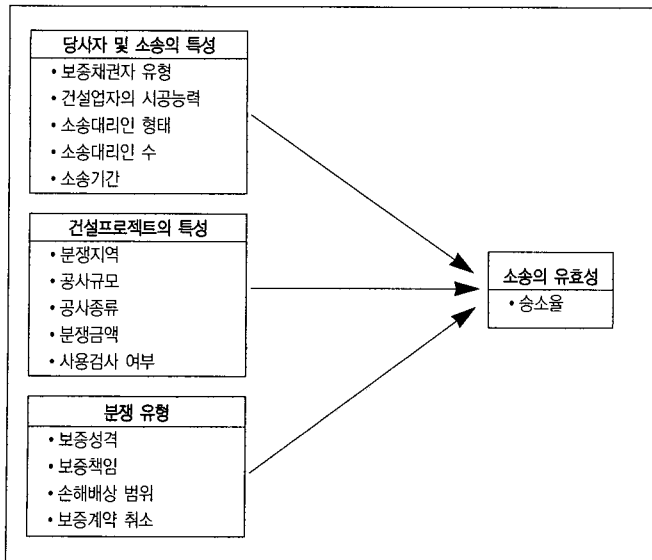 당사자 및 소송의 특성
• 보증채권자 유형
• 건설업자의 시공능력
• 소송대리인 형태
• 소송대리인 수
• 소송기간
건설프로젝트의 특성
• 분쟁지역
• 공사규모
• 공사종류
• 분쟁금액
• 사용검사 여부
분쟁 유형
• 보증성격
• 보증책임
• 손해배상 범위
• 보증계약 취소
소송의 유효성
• 승소율